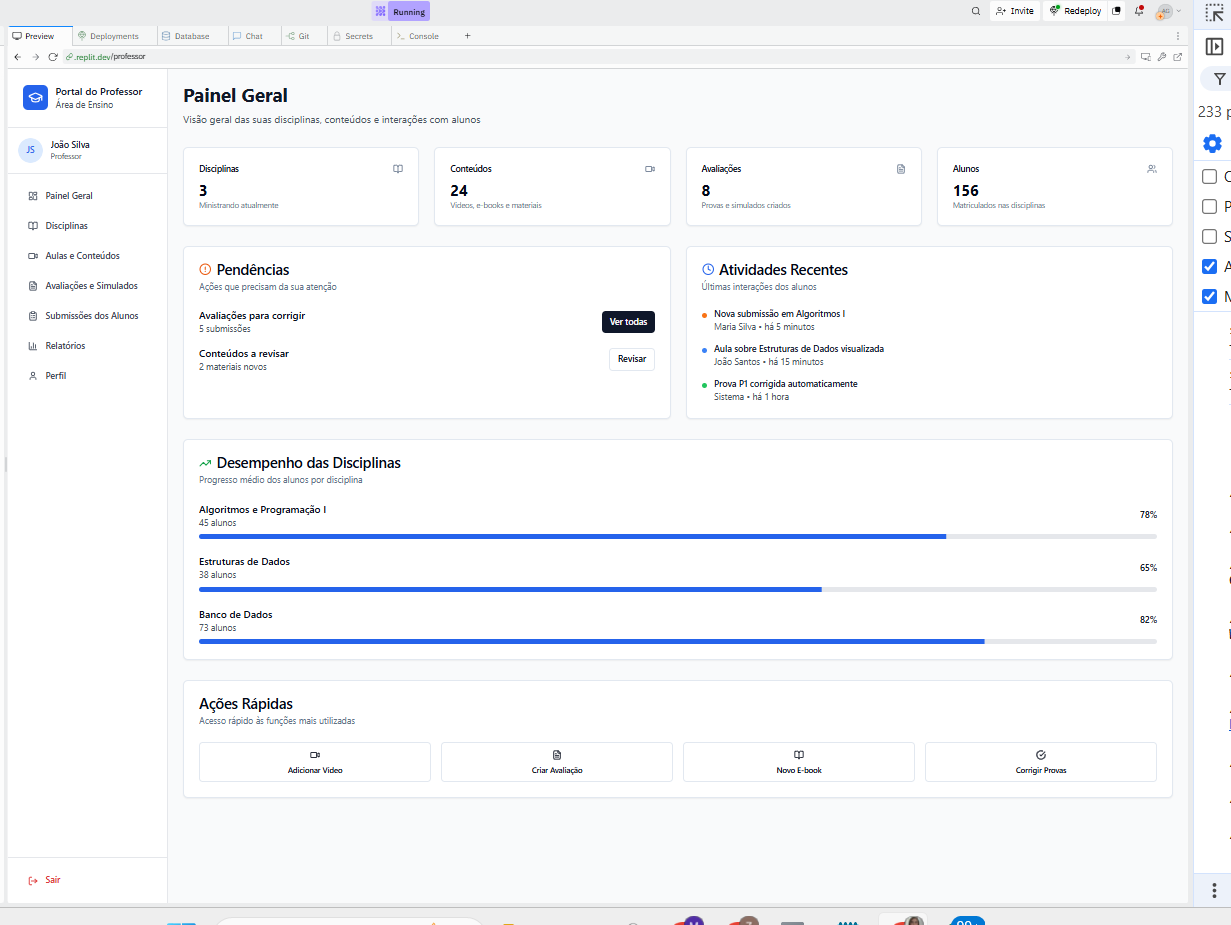 Running
Invite
Redeploy
AG
Preview
Deployments
Database
Chat
Git
Secrets
Console
.replit.dev/professor
Portal do Professor
Área de Ensino
JS
João Silva
Professor
Painel Geral
Disciplinas
Aulas e Conteúdos
Avaliações e Simulados
Submissões dos Alunos
Relatórios
Perfil
Sair
Painel Geral
Visão geral das suas disciplinas, conteúdos e interações com alunos
Disciplinas
3
Ministrando atualmente
Conteúdos
24
Vídeos, e-books e materiais
Avaliações
8
Provas e simulados criados
Alunos
156
Matriculados nas disciplinas
Pendências
Ações que precisam da sua atenção
Avaliações para corrigir
5 submissões
Ver todas
Conteúdos a revisar
2 materiais novos
Revisar
Atividades Recentes
Últimas interações dos alunos
Nova submissão em Algoritmos I
Maria Silva • há 5 minutos
Aula sobre Estruturas de Dados visualizada
João Santos • há 15 minutos
Prova P1 corrigida automaticamente
Sistema • há 1 hora
Desempenho das Disciplinas
Progresso médio dos alunos por disciplina
Algoritmos e Programação I
45 alunos
78%
Estruturas de Dados
38 alunos
65%
Banco de Dados
73 alunos
82%
Ações Rápidas
Acesso rápido às funções mais utilizadas
Adicionar Vídeo
Criar Avaliação
Novo E-book
Corrigir Provas
233 p